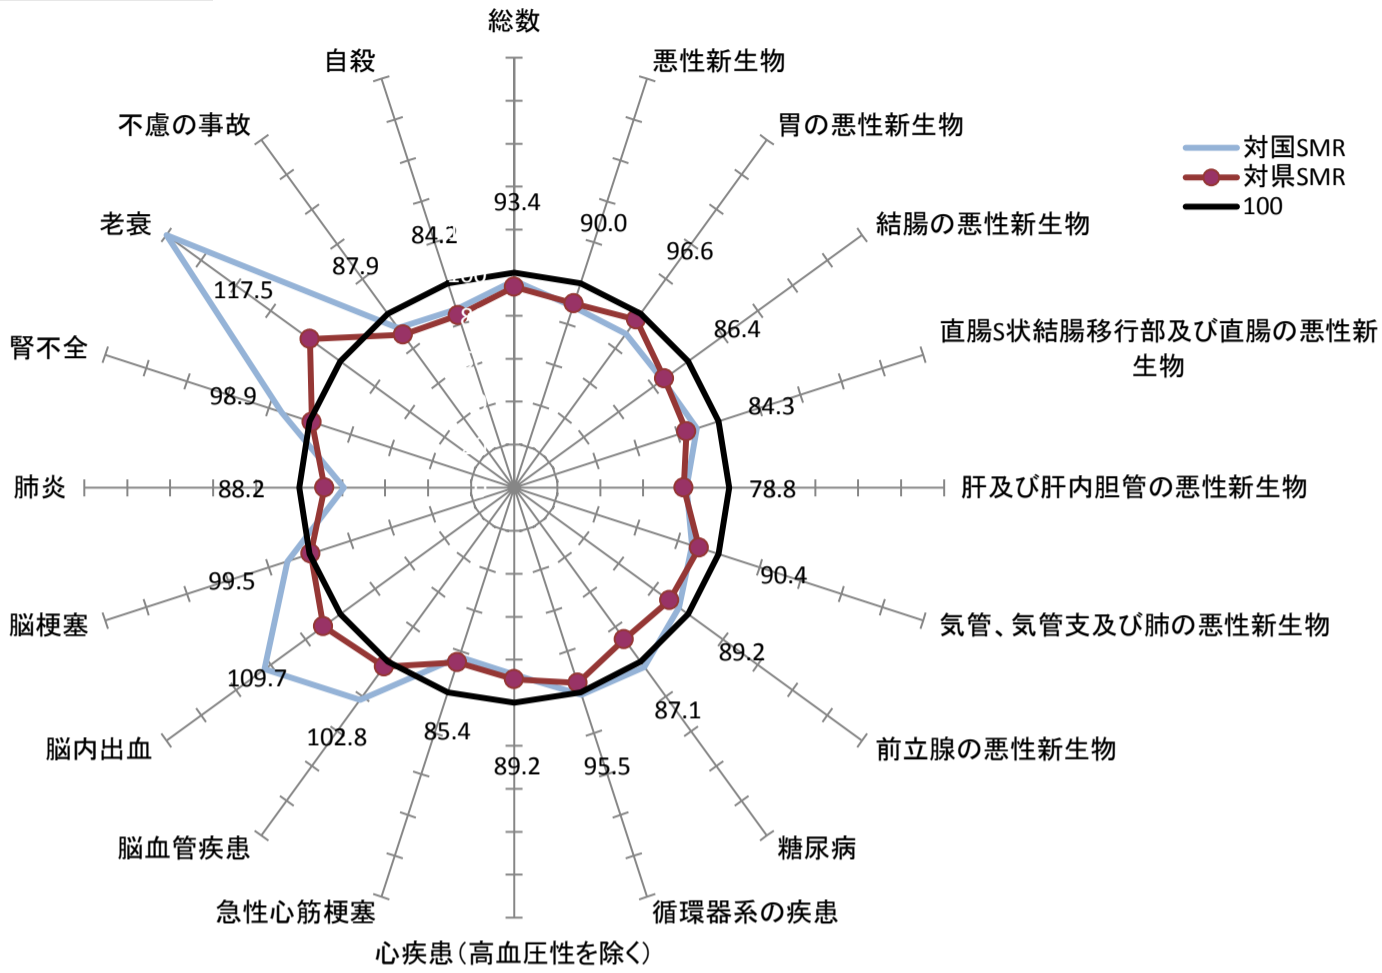 総数
自殺
悪性新生物
不慮の事故
胃の悪性新生物
対国SMR
対県SMR
100
老衰
結腸の悪性新生物
93.4
84.2
90.0
87.9
96.6
117.5
86.4
直腸S状結腸移行部及び直腸の悪性新
生物
腎不全
98.9
84.3
肺炎
88.2
78.8
肝及び肝内胆管の悪性新生物
99.5
90.4
脳梗塞
気管、気管支及び肺の悪性新生物
109.7
89.2
脳内出血
102.8
85.4
89.2
95.5
87.1
前立腺の悪性新生物
脳血管疾患
糖尿病
急性心筋梗塞
循環器系の疾患
心疾患（高血圧性を除く）